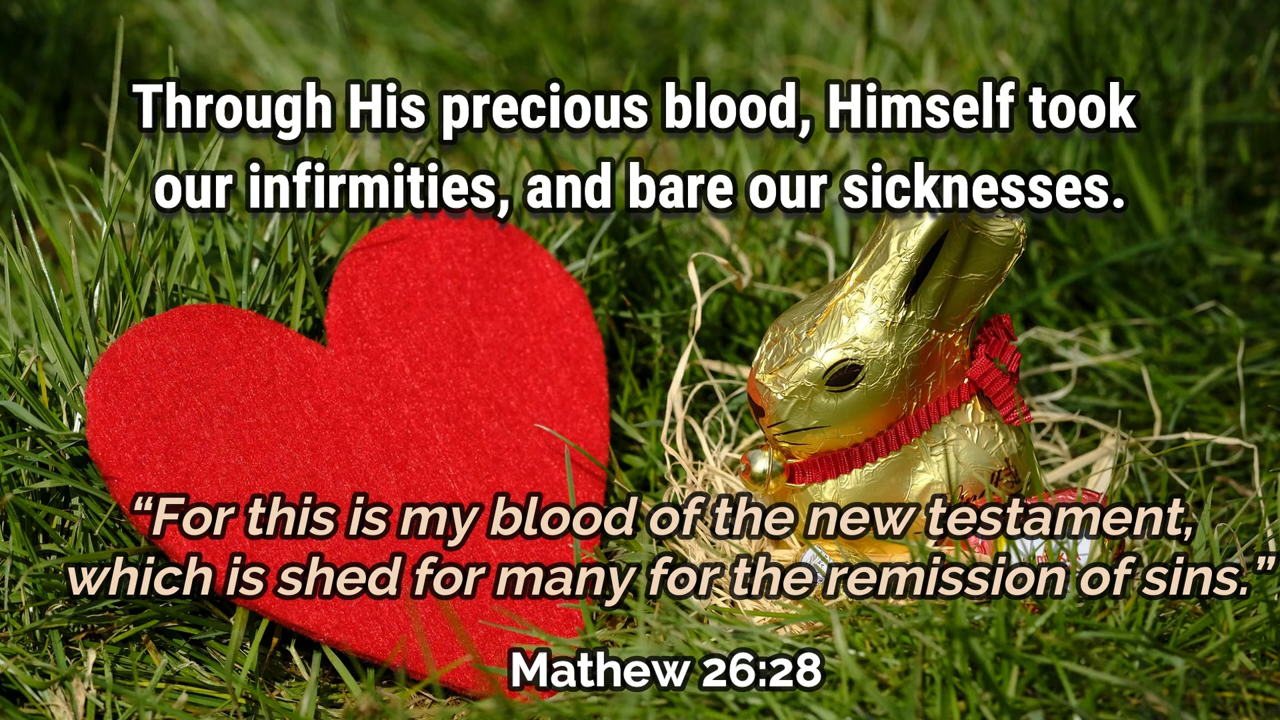 Through His precious blood, Himself took
our infirmities, and bare our sicknesses.
“For this is my blood of the new testament,
which is shed for many for the remission of sins.”
Mathew 26:28